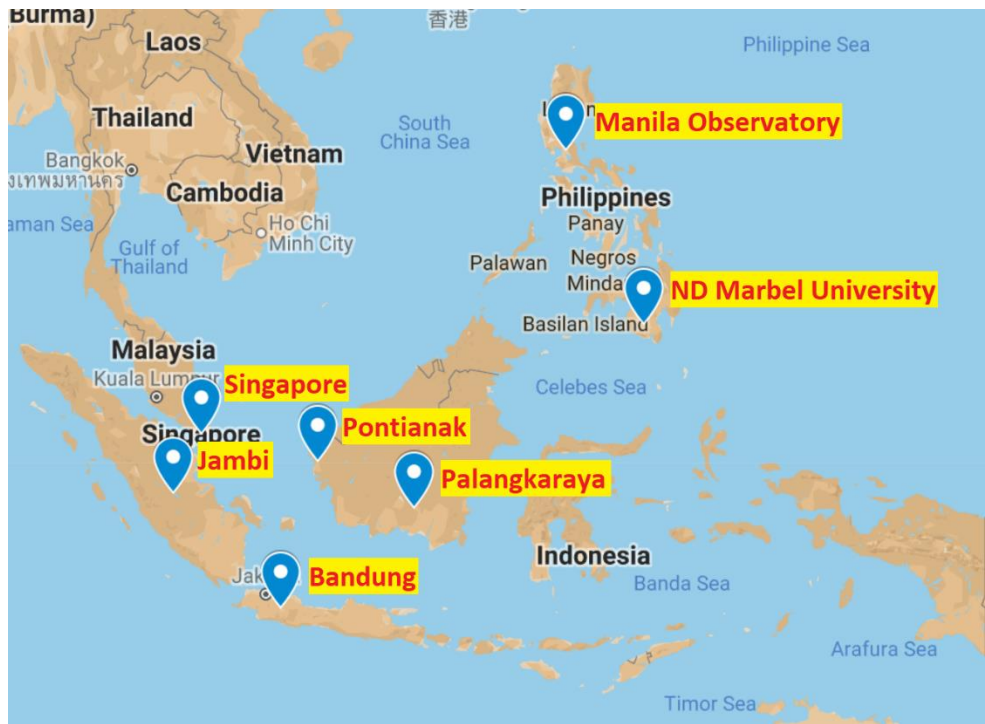 (Burma)
香港
Laos
Philippine Sea
Thailand
Manila Observatory
South
China Sea
Bangkok
กรุงเทพมหานคร
Vietnam
Cambodia
Philippines
Ho Chi
Minh City
aman Sea
Gulf of
Thailand
Panay
Palawan
Negros
Minda
ND Marbel University
Basilan Island
Malaysia
Kuala Lumpur
Singapore
Celebes Sea
Singapore
Pontianak
Jambi
Palangkaraya
Indonesia
Bandung
Jak
Banda Sea
Arafura Sea
Timor Sea